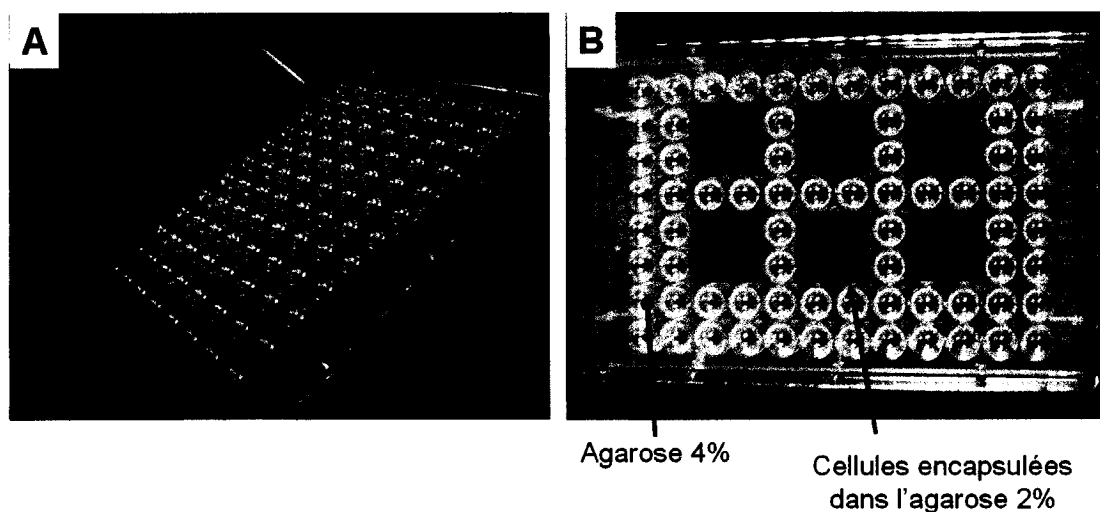 A
B
Agarose 4%
Cellules encapsulées
dans l'agarose 2%